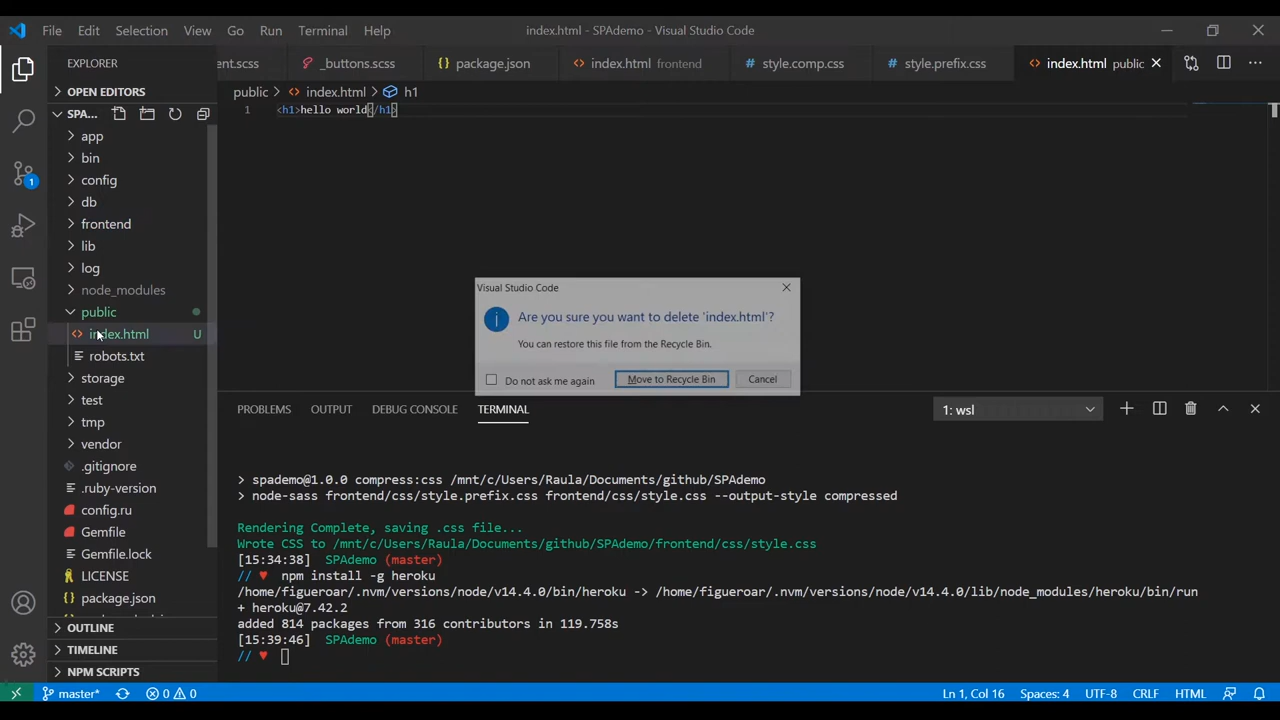 File Edit Selection View Go Run Terminal Help
index.html - SPAdemo - Visual Studio Code
EXPLORER
ent.scss _buttons.scss package.json index.html frontend style.comp.css style.prefix.css index.html public
OPEN EDITORS
public > index.html > h1
SPA...
1 <h1>hello world</h1>
app
bin
config
1
db
frontend
lib
log
node_modules
public
index.html U
robots.txt
storage
test
tmp
vendor
.gitignore
.ruby-version
config.ru
Gemfile
Gemfile.lock
LICENSE
package.json
OUTLINE
TIMELINE
NPM SCRIPTS
Visual Studio Code
Are you sure you want to delete 'index.html'?
You can restore this file from the Recycle Bin.
Do not ask me again
Move to Recycle Bin
Cancel
PROBLEMS OUTPUT DEBUG CONSOLE TERMINAL
1: wsl
> spademo@1.0.0 compress:css /mnt/c/Users/Raula/Documents/github/SPAdemo
> node-sass frontend/css/style.prefix.css frontend/css/style.css --output-style compressed
Rendering Complete, saving .css file...
Wrote CSS to /mnt/c/Users/Raula/Documents/github/SPAdemo/frontend/css/style.css
[15:34:38] SPAdemo (master)
// ♥ npm install -g heroku
/home/figueroar/.nvm/versions/node/v14.4.0/bin/heroku -> /home/figueroar/.nvm/versions/node/v14.4.0/lib/node_modules/heroku/bin/run
+ heroku@7.42.2
added 814 packages from 316 contributors in 119.758s
[15:39:46] SPAdemo (master)
// ♥
master* 0 0 Ln 1, Col 16 Spaces: 4 UTF-8 CRLF HTML